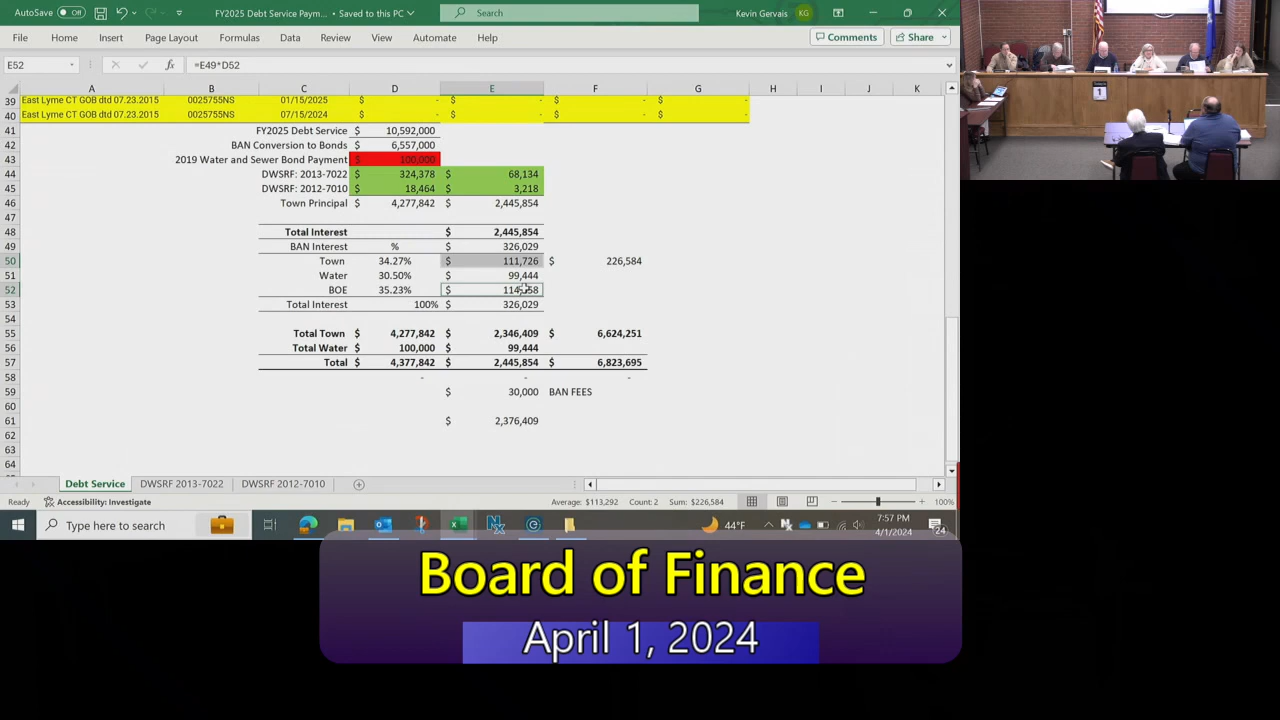 AutoSave Off FY2025 Debt Service Paym... • Saved to this PC Search Kevin Gervais KG
File Home Insert Page Layout Formulas Data Review View Automate Help Comments Share
E52 fx =E49*D52
A B C D E F G H I J K
39 East Lyme CT GOB dtd 07.23.2015 0025755NS 01/15/2025 $ - $ - $ - $ -
40 East Lyme CT GOB dtd 07.23.2015 0025755NS 07/15/2024 $ - $ - $ - $ -
41 FY2025 Debt Service $ 10,592,000
42 BAN Conversion to Bonds $ 6,557,000
43 2019 Water and Sewer Bond Payment $ 100,000
44 DWSRF: 2013-7022 $ 324,378 $ 68,134
45 DWSRF: 2012-7010 $ 18,464 $ 3,218
46 Town Principal $ 4,277,842 $ 2,445,854
47
48 Total Interest $ 2,445,854
49 BAN Interest % $ 326,029
50 Town 34.27% $ 111,726 $ 226,584
51 Water 30.50% $ 99,444
52 BOE 35.23% $
53 Total Interest 100% $ 326,029
54
55 Total Town $ 4,277,842 $ 2,346,409 $ 6,624,251
56 Total Water $ 100,000 $ 99,444
57 Total $ 4,377,842 $ 2,445,854 $ 6,823,695
58 - - -
59 $ 30,000 BAN FEES
60
61 $ 2,376,409
62
63
64
Debt Service DWSRF 2013-7022 DWSRF 2012-7010
Ready Accessibility: Investigate Average: $113,292 Count: 2 Sum: $226,584 100%
Type here to search 44°F 7:57 PM
4/1/2024 24
1
Board of Finance
April 1, 2024